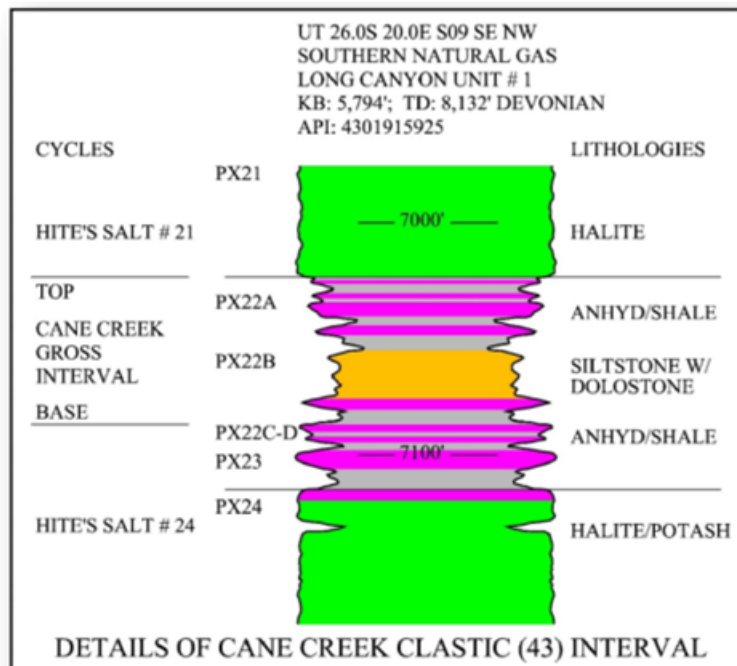 UT 26.0S 20.0E S09 SE NW
SOUTHERN NATURAL GAS
LONG CANYON UNIT # 1
KB: 5,794'; TD: 8,132' DEVONIAN
API: 4301915925
CYCLES
LITHOLOGIES
PX21
7000'
HITE'S SALT # 21
HALITE
TOP
PX22A
ANHYD/SHALE
CANE CREEK
GROSS
INTERVAL
PX22B
SILTSTONE W/
DOLOSTONE
BASE
PX22C-D
ANHYD/SHALE
7100'
PX23
PX24
HITE'S SALT # 24
HALITE/POTASH
DETAILS OF CANE CREEK CLASTIC (43) INTERVAL